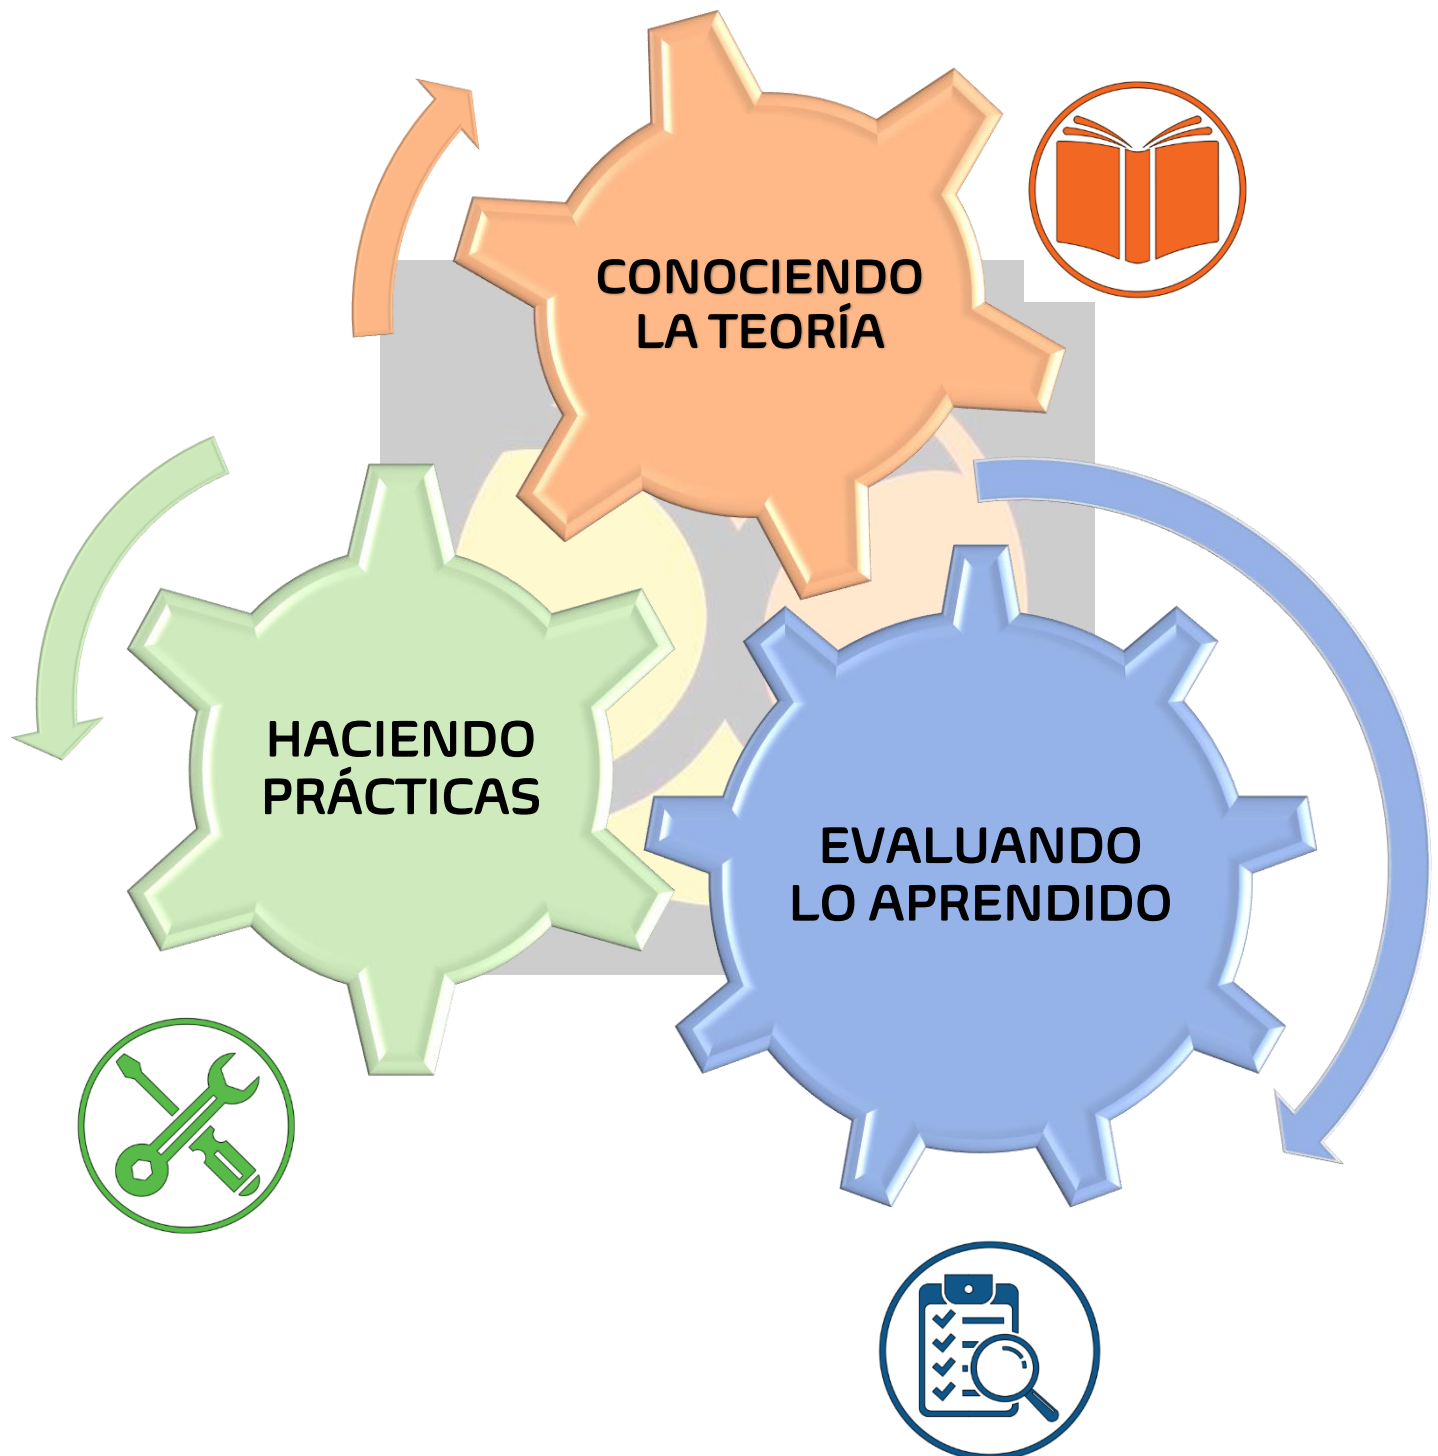 CONOCIENDO
LA TEORÍA
HACIENDO
PRÁCTICAS
EVALUANDO
LO APRENDIDO